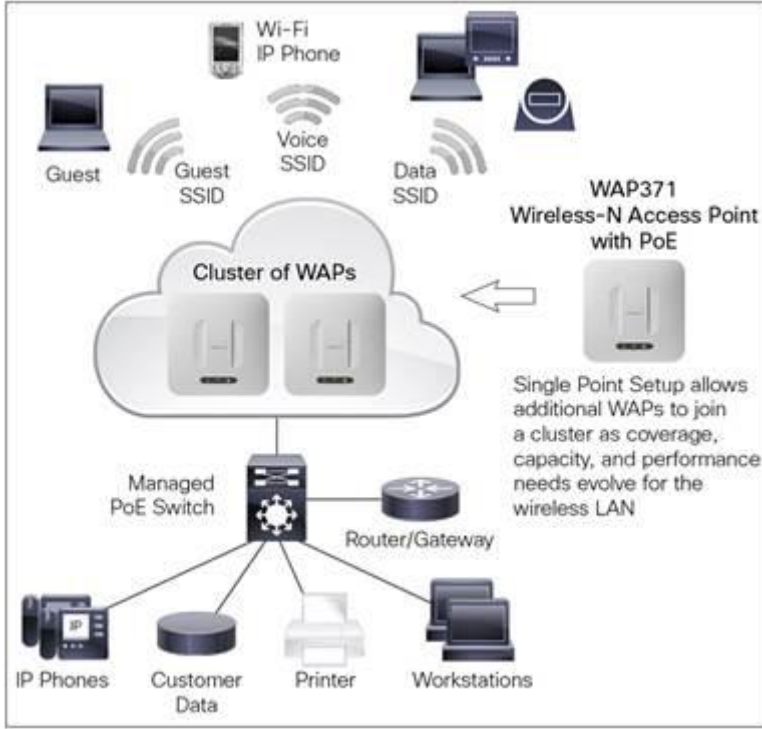 Wi-Fi
IP Phone
Guest
Guest
SSID
Voice
SSID
Data
SSID
WAP371
Wireless-N Access Point
with PoE
Cluster of WAPs
Single Point Setup allows
additional WAPs to join
a cluster as coverage,
capacity, and performance
needs evolve for the
wireless LAN
Managed
PoE Switch
Router/Gateway
IP
IP Phones
Customer
Data
Printer
Workstations